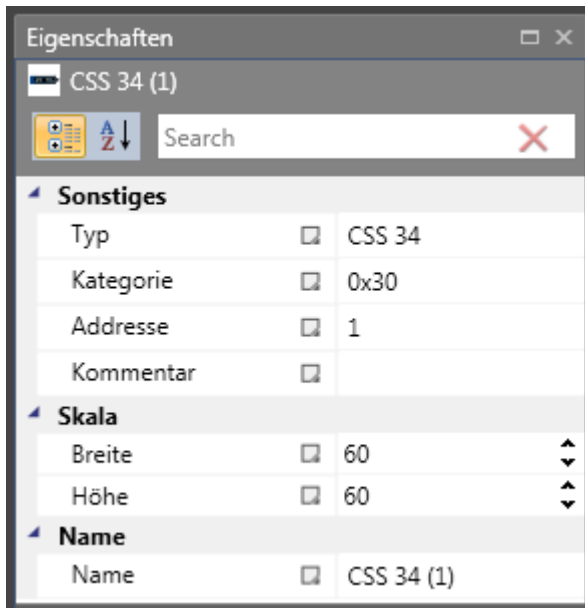 Eigenschaften
CSS 34 (1)
A
Z
Search
Sonstiges
Typ CSS 34
Kategorie 0x30
Addresse 1
Kommentar
Skala
Breite 60
Höhe 60
Name
Name CSS 34 (1)